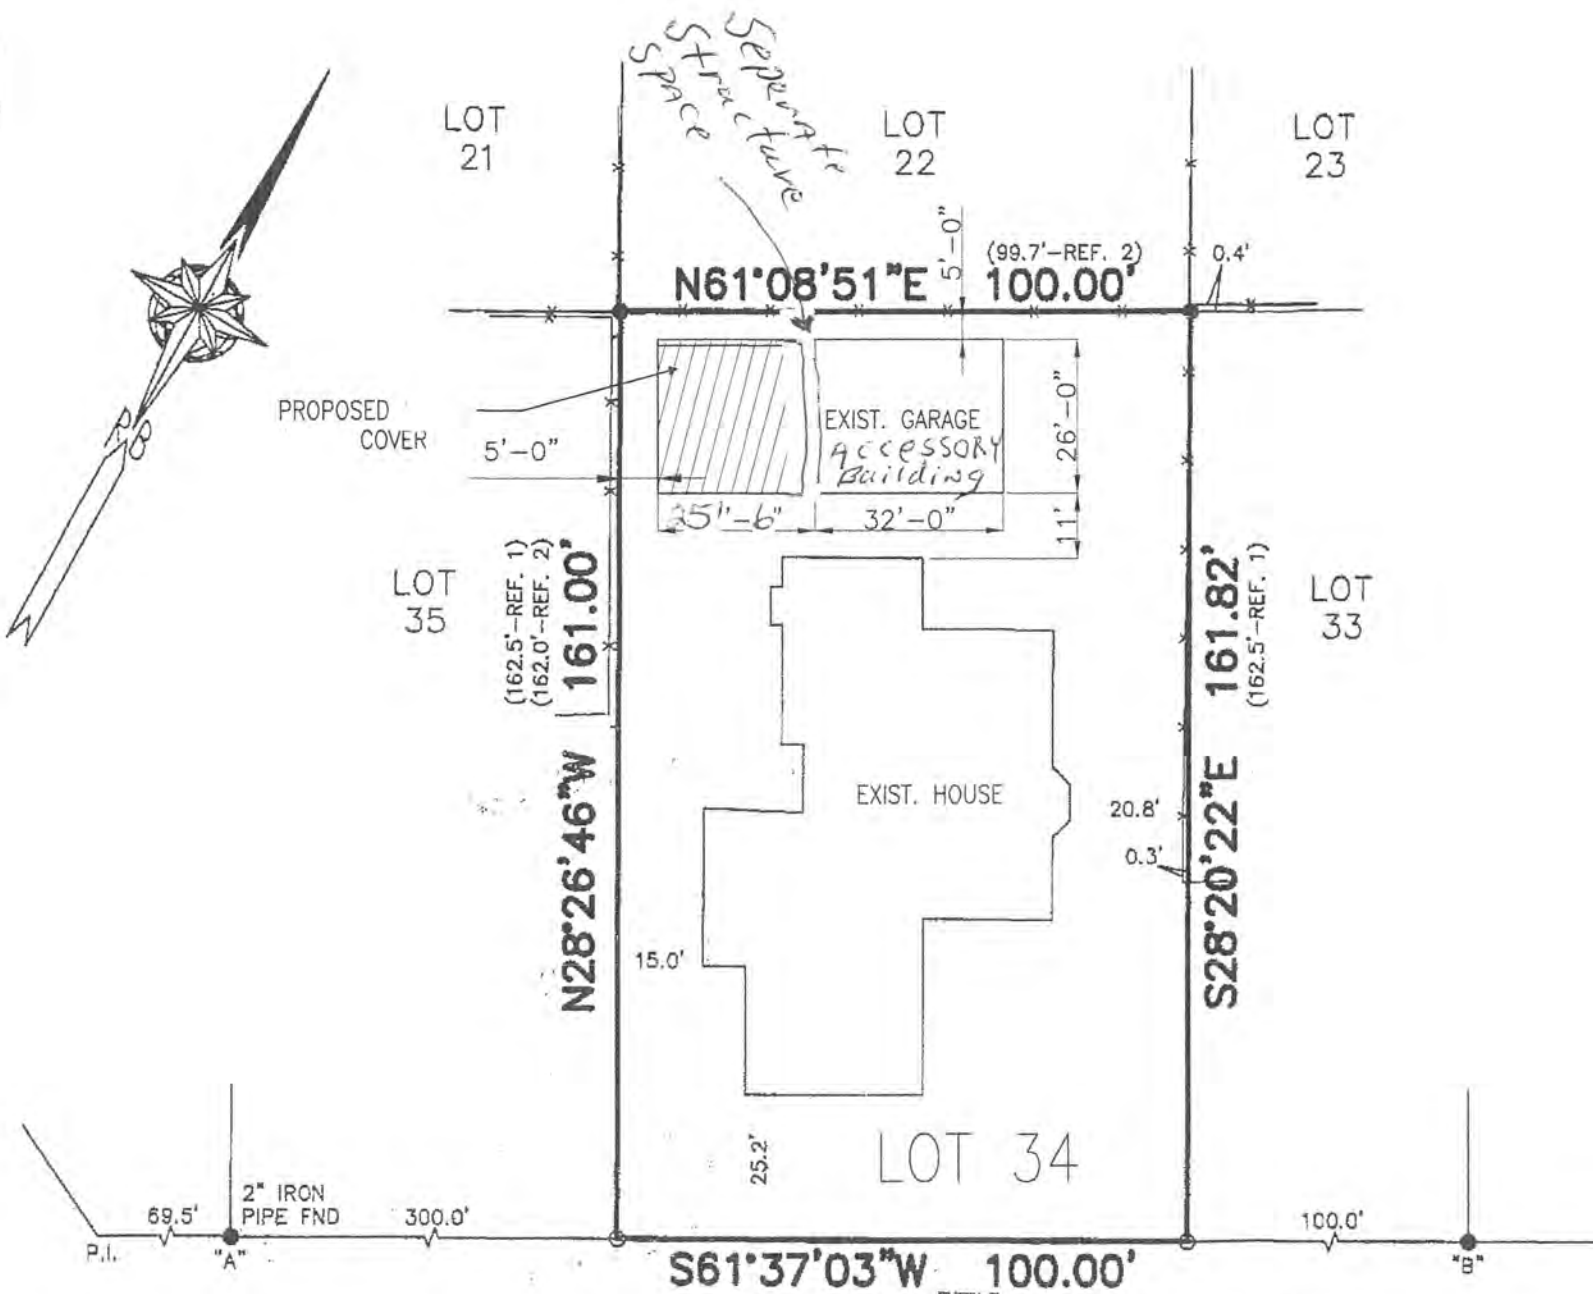 Seperate
Structure
Space
LOT
21
LOT
22
LOT
23
5'-0"
(99.7'-REF. 2)
0.4'
N61°08'51"E 100.00'
PROPOSED
COVER
5'-0"
EXIST. GARAGE
Accessory
Building
26'-0"
25'-6"
32'-0"
11'
LOT
35
(162.5'-REF. 1)
(162.0'-REF. 2)
N28°26'46"W 161.00'
S28°20'22"E 161.82'
(162.5'-REF. 1)
LOT
33
EXIST. HOUSE
20.8'
0.3'
15.0'
25.2'
LOT 34
69.5'
2" IRON
PIPE FND
300.0'
100.0'
P.I.
"A"
"B"
S61°37'03"W 100.00'